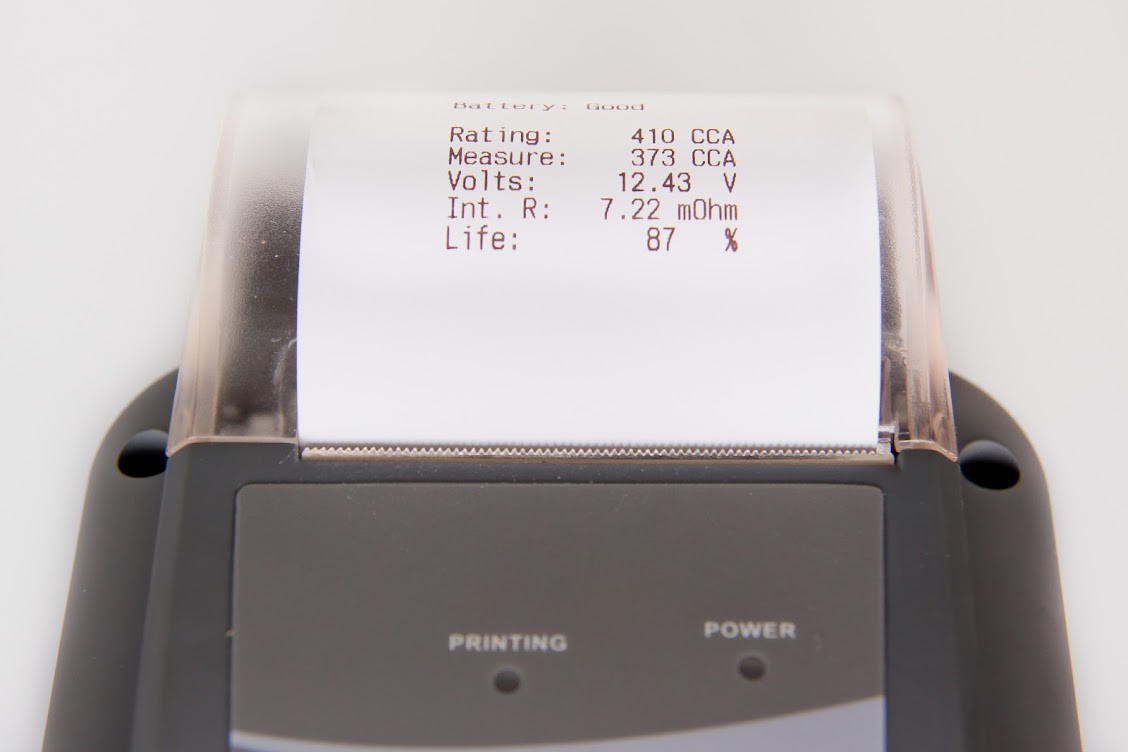 Battery: Good
Rating: 410 CCA
Measure: 373 CCA
Volts: 12.43 V
Int. R: 7.22 mOhm
Life: 87 %
PRINTING
POWER